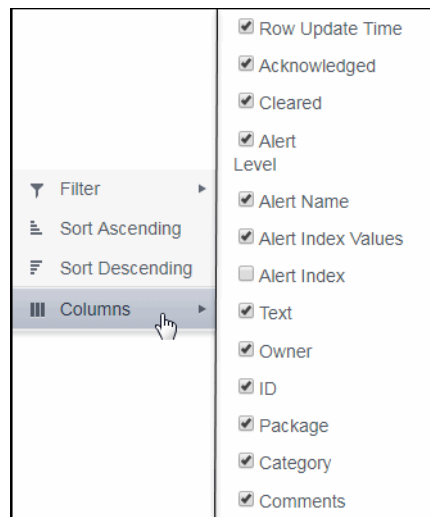 Filter
Sort Ascending
Sort Descending
Columns
Row Update Time
Acknowledged
Cleared
Alert
Level
Alert Name
Alert Index Values
Alert Index
Text
Owner
ID
Package
Category
Comments